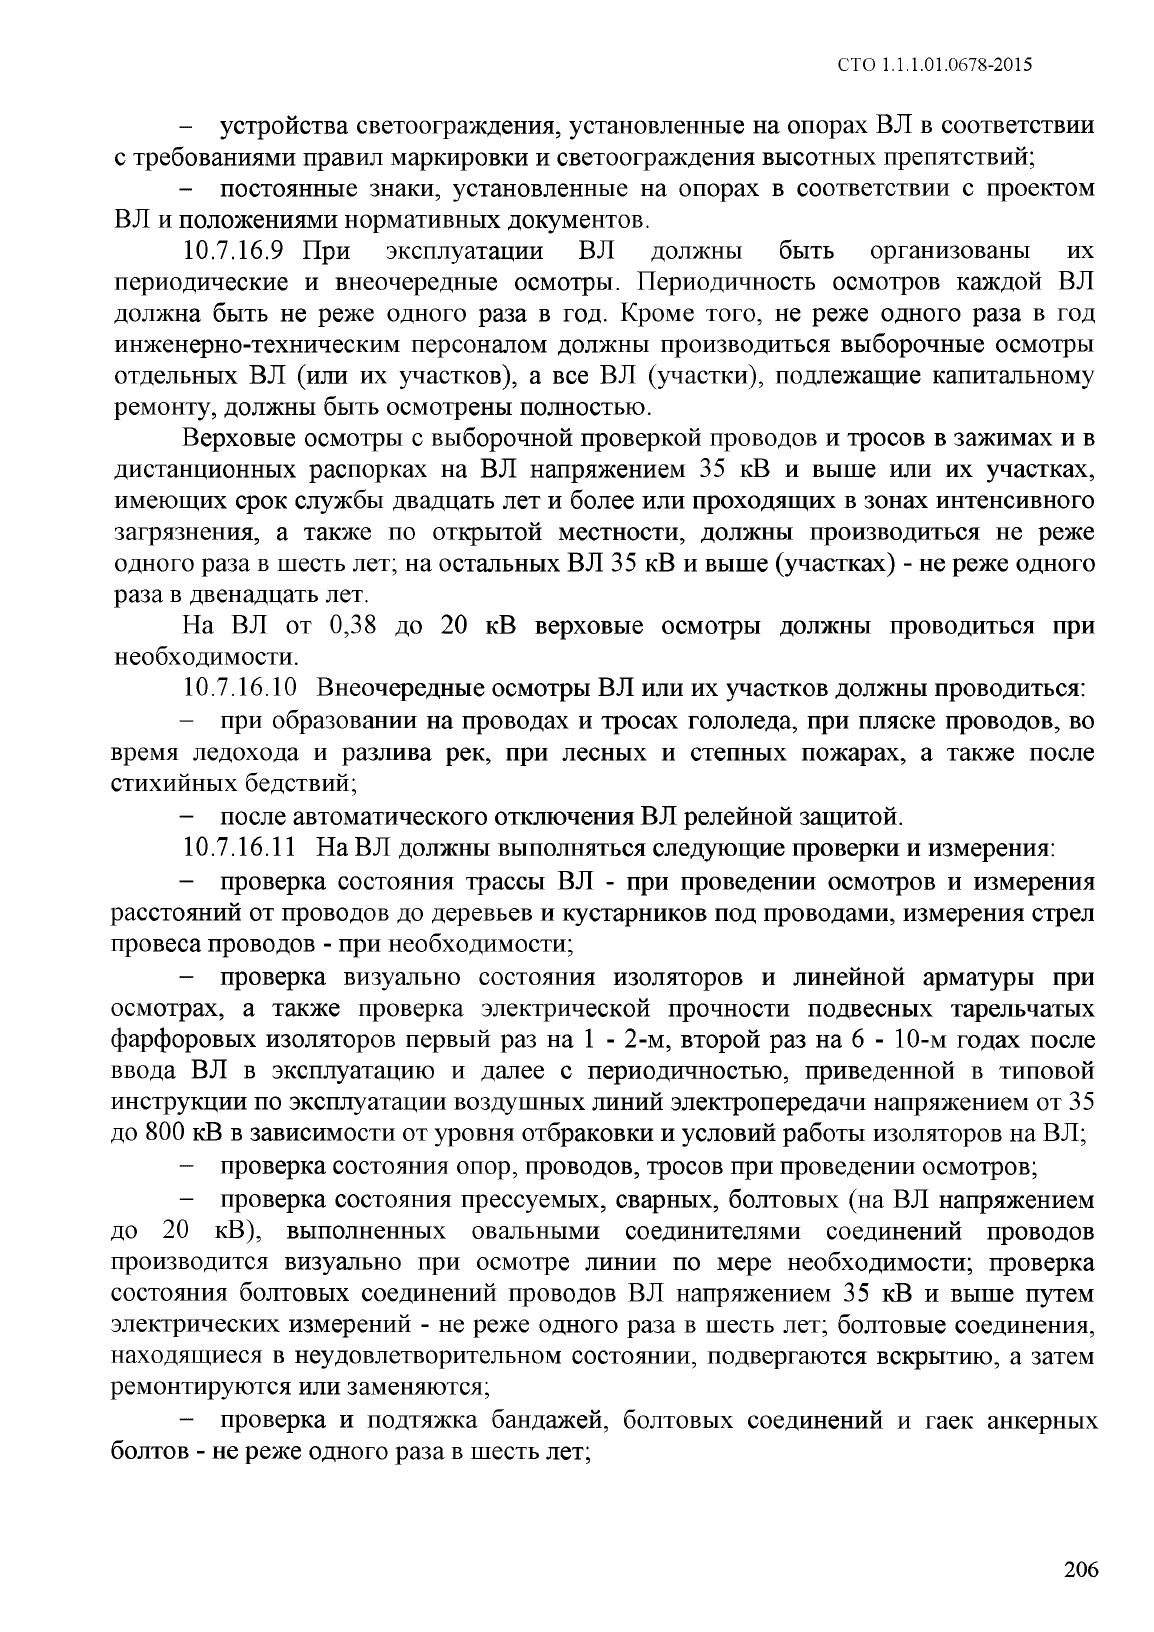 СТО 1.1.1.01.0678-2015
– устройства светоограждения, установленные на опорах ВЛ в соответствии
с требованиями правил маркировки и светоограждения высотных препятствий;
– постоянные знаки, установленные на опорах в соответствии с проектом
ВЛ и положениями нормативных документов.
10.7.16.9 При эксплуатации ВЛ должны быть организованы их
периодические и внеочередные осмотры. Периодичность осмотров каждой ВЛ
должна быть не реже одного раза в год. Кроме того, не реже одного раза в год
инженерно-техническим персоналом должны производиться выборочные осмотры
отдельных ВЛ (или их участков), а все ВЛ (участки), подлежащие капитальному
ремонту, должны быть осмотрены полностью.
Верховые осмотры с выборочной проверкой проводов и тросов в зажимах и в
дистанционных распорках на ВЛ напряжением 35 кВ и выше или их участках,
имеющих срок службы двадцать лет и более или проходящих в зонах интенсивного
загрязнения, а также по открытой местности, должны производиться не реже
одного раза в шесть лет; на остальных ВЛ 35 кВ и выше (участках) - не реже одного
раза в двенадцать лет.
На ВЛ от 0,38 до 20 кВ верховые осмотры должны проводиться при
необходимости.
10.7.16.10 Внеочередные осмотры ВЛ или их участков должны проводиться:
– при образовании на проводах и тросах гололеда, при пляске проводов, во
время ледохода и разлива рек, при лесных и степных пожарах, а также после
стихийных бедствий;
– после автоматического отключения ВЛ релейной защитой.
10.7.16.11 На ВЛ должны выполняться следующие проверки и измерения:
– проверка состояния трассы ВЛ - при проведении осмотров и измерения
расстояний от проводов до деревьев и кустарников под проводами, измерения стрел
провеса проводов - при необходимости;
– проверка визуально состояния изоляторов и линейной арматуры при
осмотрах, а также проверка электрической прочности подвесных тарельчатых
фарфоровых изоляторов первый раз на 1 - 2-м, второй раз на 6 - 10-м годах после
ввода ВЛ в эксплуатацию и далее с периодичностью, приведенной в типовой
инструкции по эксплуатации воздушных линий электропередачи напряжением от 35
до 800 кВ в зависимости от уровня отбраковки и условий работы изоляторов на ВЛ;
– проверка состояния опор, проводов, тросов при проведении осмотров;
– проверка состояния прессуемых, сварных, болтовых (на ВЛ напряжением
до 20 кВ), выполненных овальными соединителями соединений проводов
производится визуально при осмотре линии по мере необходимости; проверка
состояния болтовых соединений проводов ВЛ напряжением 35 кВ и выше путем
электрических измерений - не реже одного раза в шесть лет; болтовые соединения,
находящиеся в неудовлетворительном состоянии, подвергаются вскрытию, а затем
ремонтируются или заменяются;
– проверка и подтяжка бандажей, болтовых соединений и гаек анкерных
болтов - не реже одного раза в шесть лет;
206